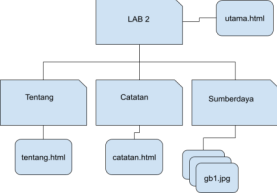 LAB 2
utama.html
Tentang
Catatan
Sumberdaya
tentang.html
catatan.html
gb1.jpg